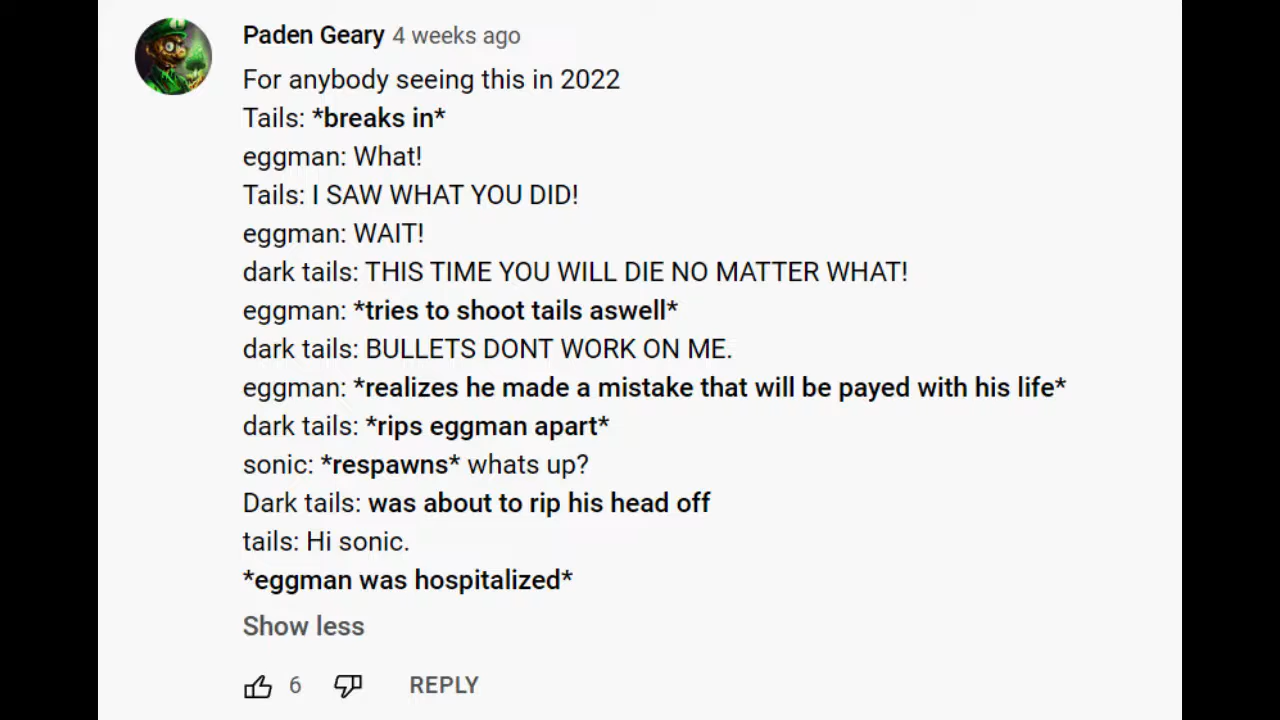 Paden Geary 4 weeks ago
For anybody seeing this in 2022
Tails: *breaks in*
eggman: What!
Tails: I SAW WHAT YOU DID!
eggman: WAIT!
dark tails: THIS TIME YOU WILL DIE NO MATTER WHAT!
eggman: *tries to shoot tails aswell*
dark tails: BULLETS DONT WORK ON ME.
eggman: *realizes he made a mistake that will be payed with his life*
dark tails: *rips eggman apart*
sonic: *respawns* whats up?
Dark tails: was about to rip his head off
tails: Hi sonic.
*eggman was hospitalized*
Show less
6 REPLY